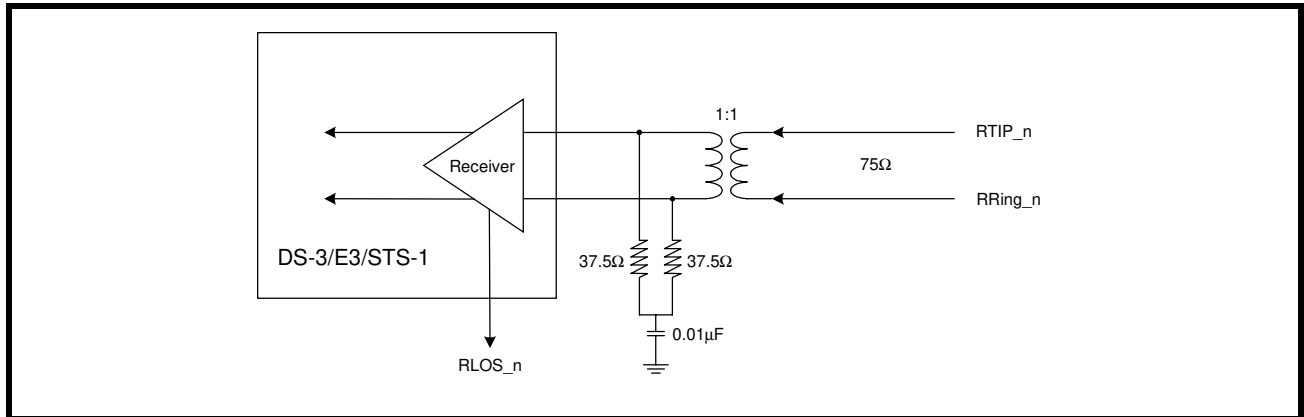 1:1
RTIP_n
Receiver
75Ω
RRing_n
DS-3/E3/STS-1
37.5Ω
37.5Ω
0.01µF
RLOS_n